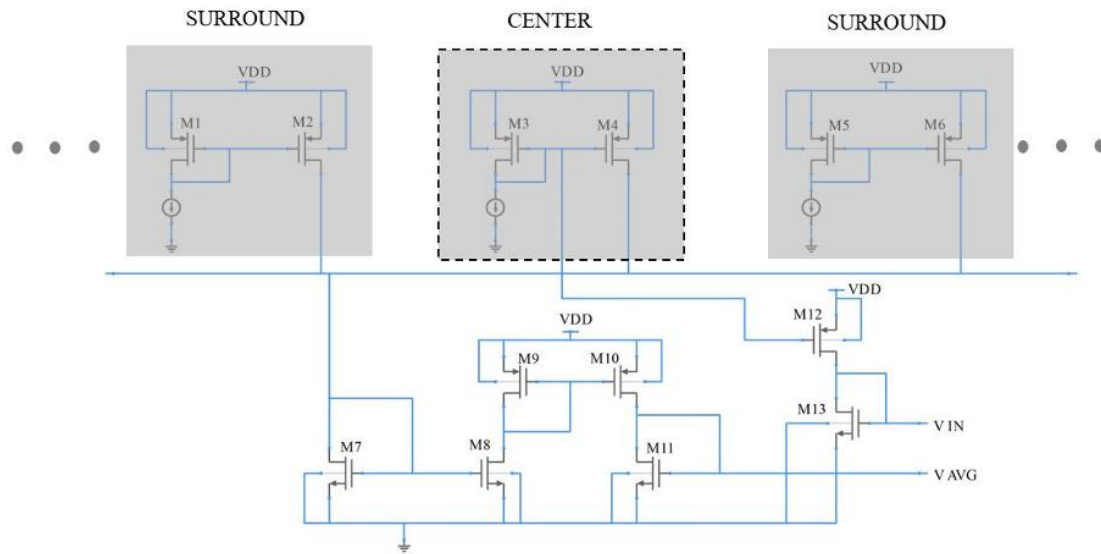 SURROUND CENTER SURROUND
VDD VDD VDD
M1 M2 M3 M4 M5 M6
VDD
M12
VDD
M9 M10
M13
V IN
M7 M8 M11
V AVG